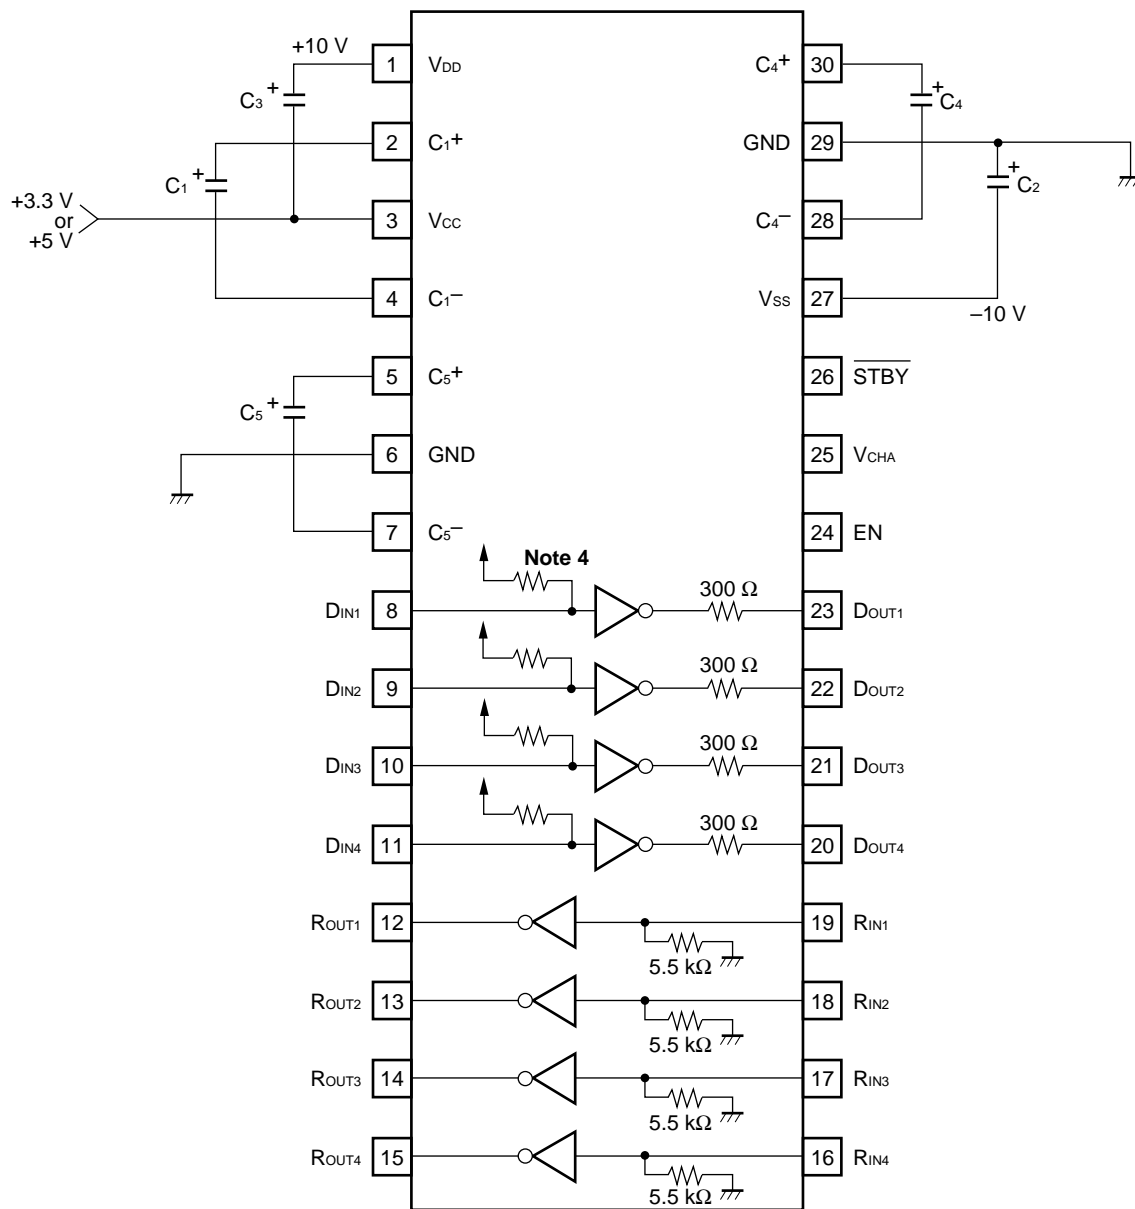 +10 V
1 VDD C4+ 30
C3 + + C4
2 C1+ GND 29
C1 + + C2
+3.3 V
or
+5 V
3 VCC C4– 28
4 C1– VSS 27
–10 V
5 C5+ STBY 26
C5 +
6 GND VCHA 25
7 C5– EN 24
Note 4 300 Ω
DIN1 8 23 DOUT1
300 Ω
DIN2 9 22 DOUT2
300 Ω
DIN3 10 21 DOUT3
300 Ω
DIN4 11 20 DOUT4
ROUT1 12 19 RIN1
5.5 kΩ
ROUT2 13 18 RIN2
5.5 kΩ
ROUT3 14 17 RIN3
5.5 kΩ
ROUT4 15 16 RIN4
5.5 kΩ